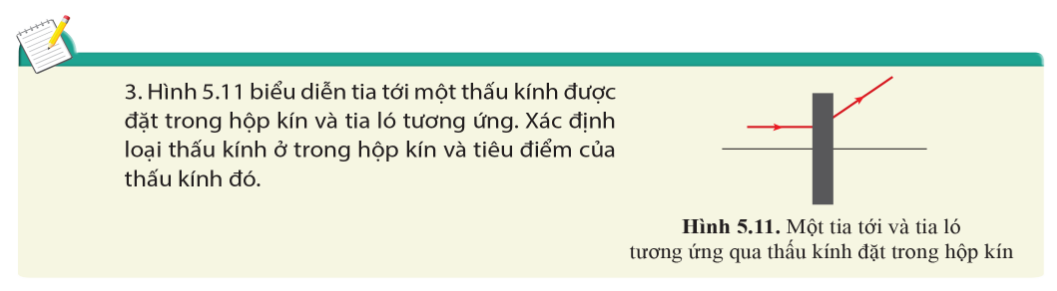 3. Hình 5.11 biểu diễn tia tới một thấu kính được
đặt trong hộp kín và tia ló tương ứng. Xác định
loại thấu kính ở trong hộp kín và tiêu điểm của
thấu kính đó.
Hình 5.11. Một tia tới và tia ló
tương ứng qua thấu kính đặt trong hộp kín